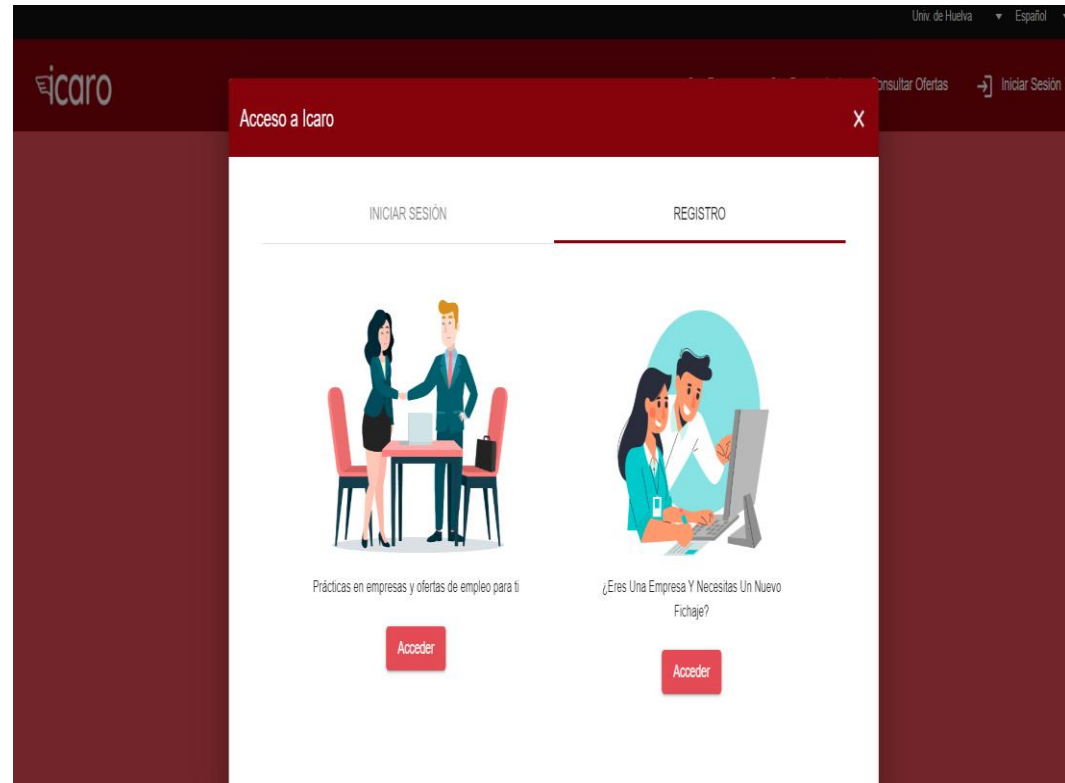 Univ. de Huelva ▼ Español
icaro
Consultar Ofertas Iniciar Sesión
Acceso a Icaro X
INICIAR SESIÓN REGISTRO
Prácticas en empresas y ofertas de empleo para ti
¿Eres Una Empresa Y Necesitas Un Nuevo
Fichaje?
Acceder
Acceder